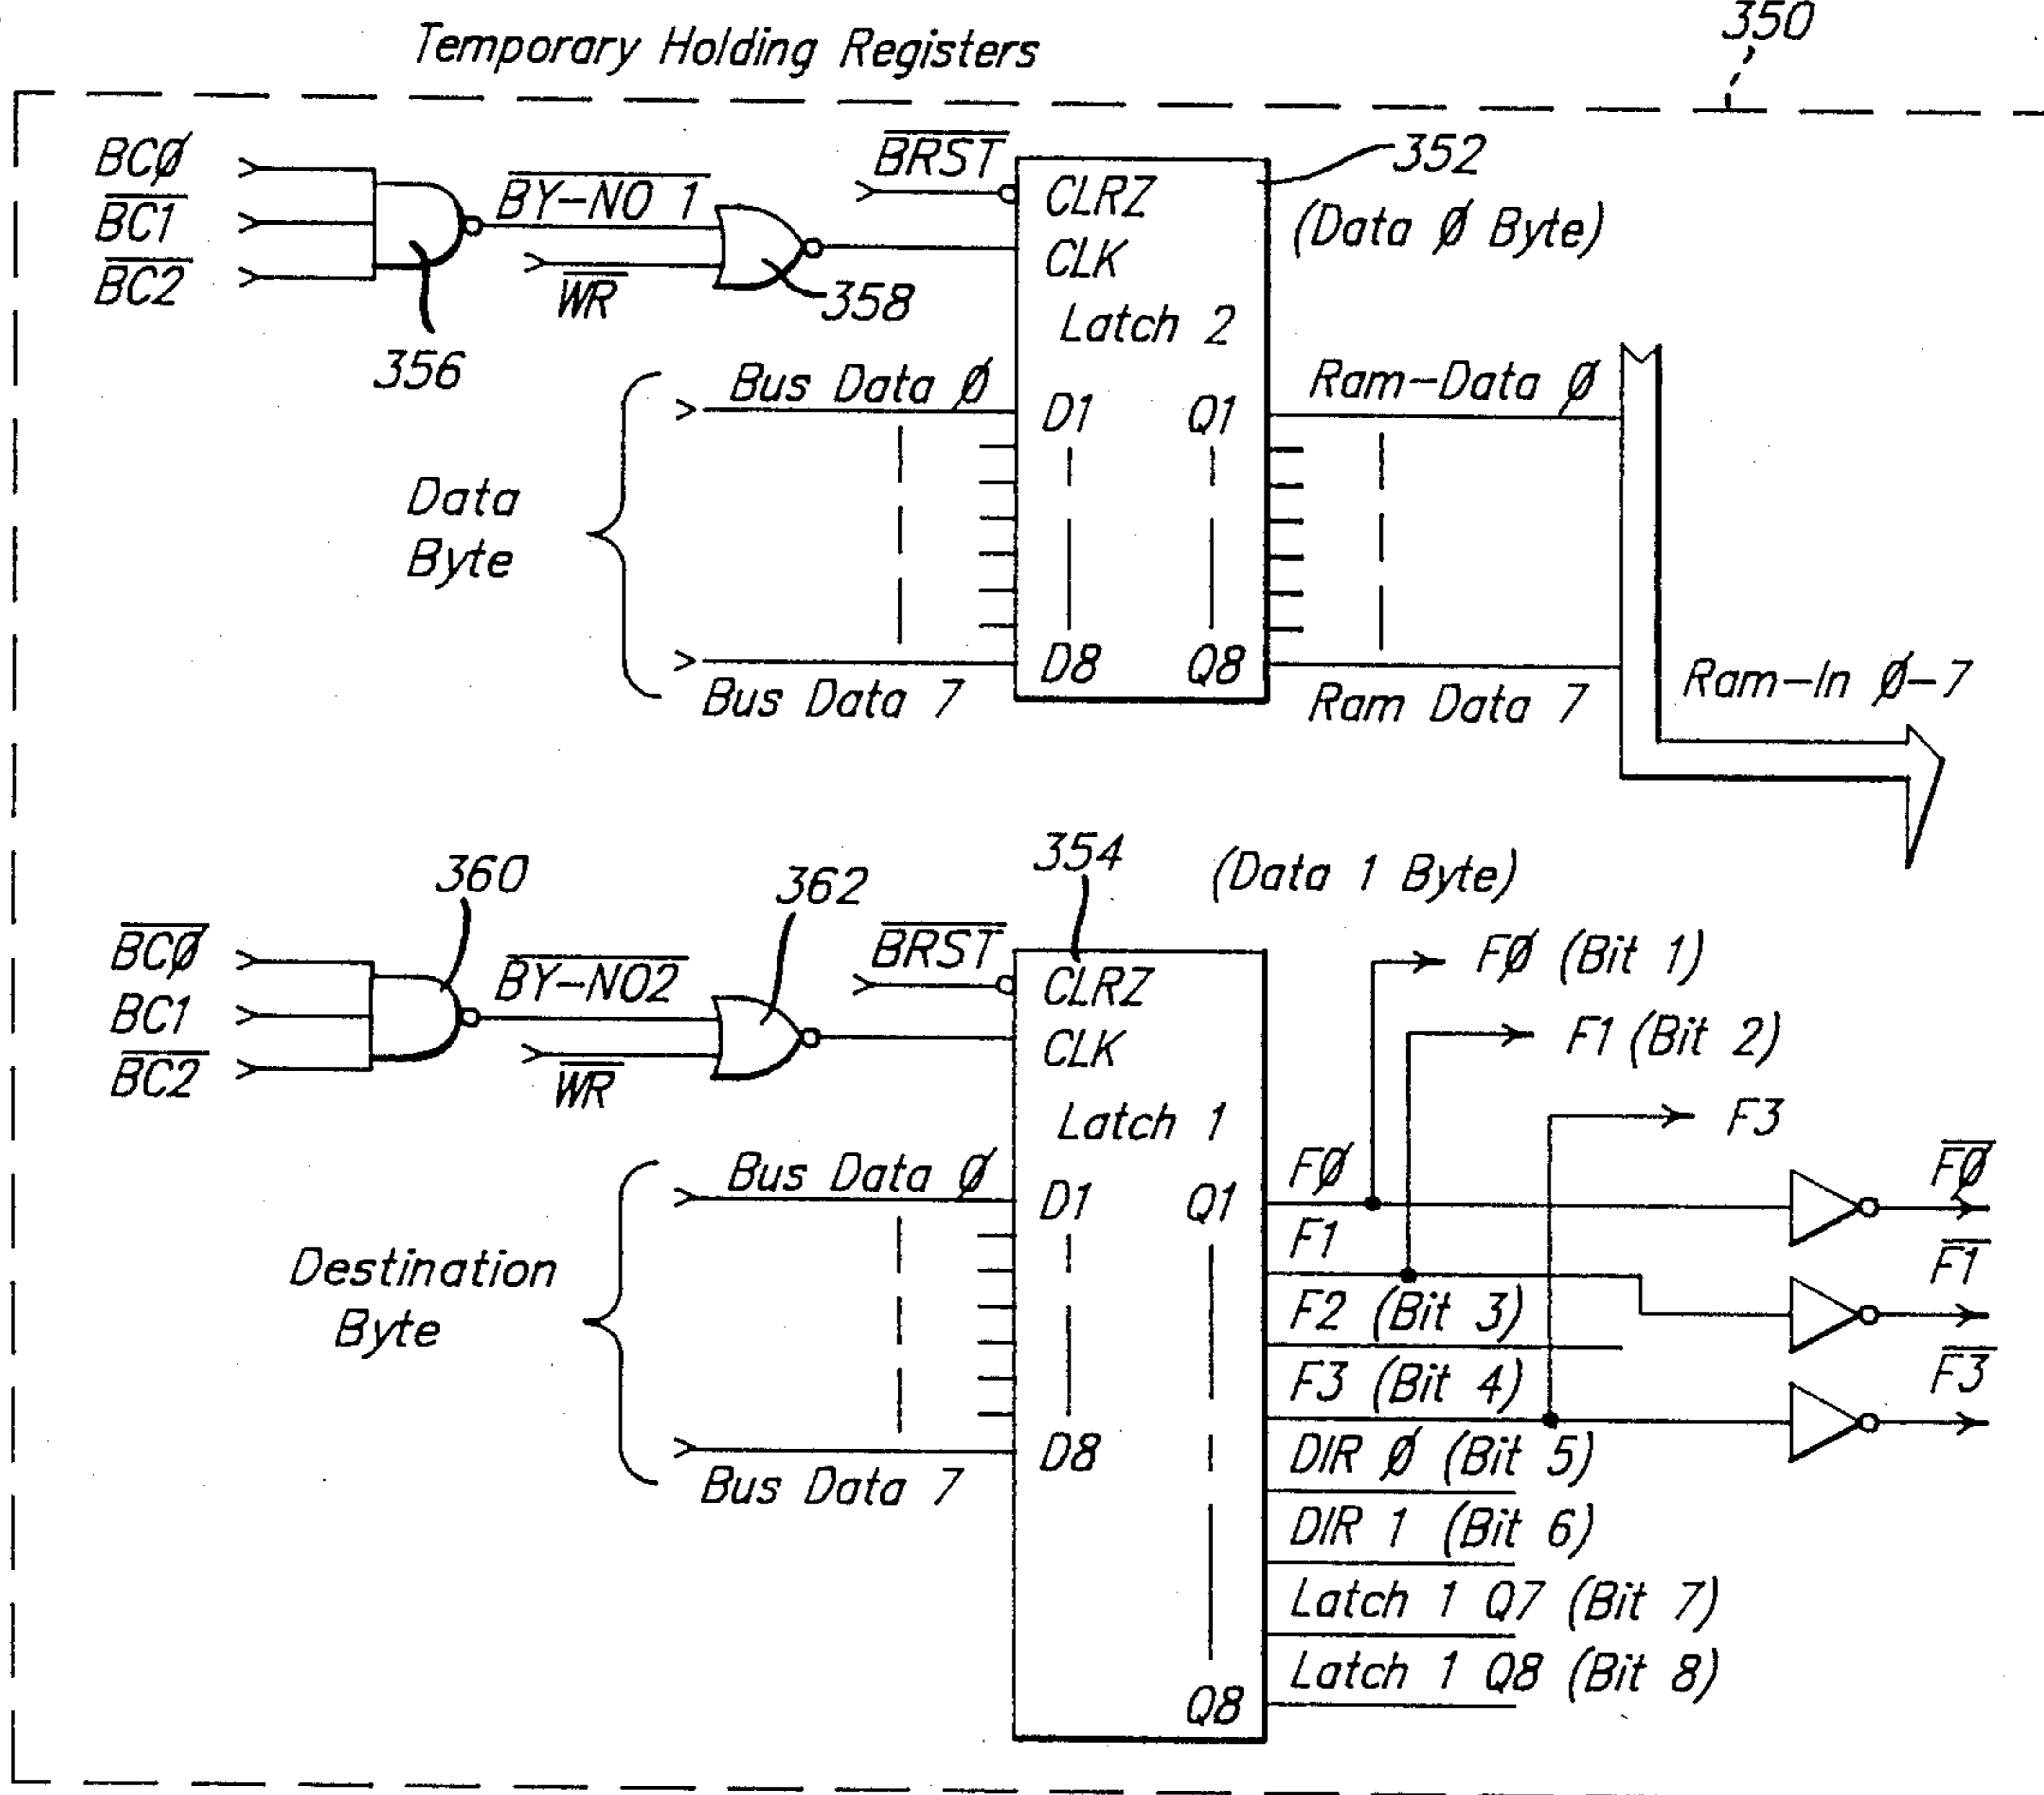 350
Temporary Holding Registers
BCØ
BC1
BC2
356
BY-NO 1
WR
358
BRST
CLRZ
CLK
Latch 2
352
(Data Ø Byte)
Data
Byte
Bus Data Ø
Bus Data 7
D1
D8
Q1
Q8
Ram-Data Ø
Ram Data 7
Ram-In Ø-7
360
BCØ
BC1
BC2
BY-NO2
WR
362
BRST
354
(Data 1 Byte)
CLRZ
CLK
Latch 1
Destination
Byte
Bus Data Ø
Bus Data 7
D1
D8
Q1
Q8
FØ (Bit 1)
F1 (Bit 2)
F3
FØ
F1
F2 (Bit 3)
F3 (Bit 4)
DIR Ø (Bit 5)
DIR 1 (Bit 6)
Latch 1 Q7 (Bit 7)
Latch 1 Q8 (Bit 8)
FØ
F1
F3